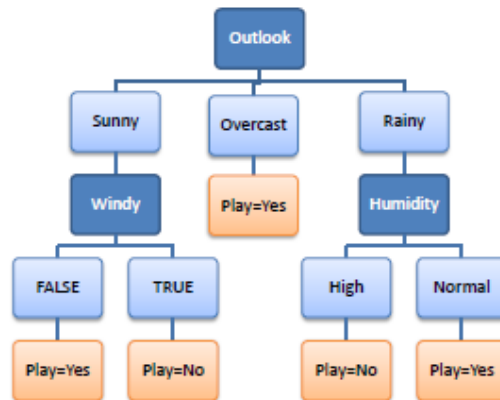 Outlook
Sunny
Overcast
Rainy
Windy
Play=Yes
Humidity
FALSE
TRUE
High
Normal
Play=Yes
Play=No
Play=No
Play=Yes